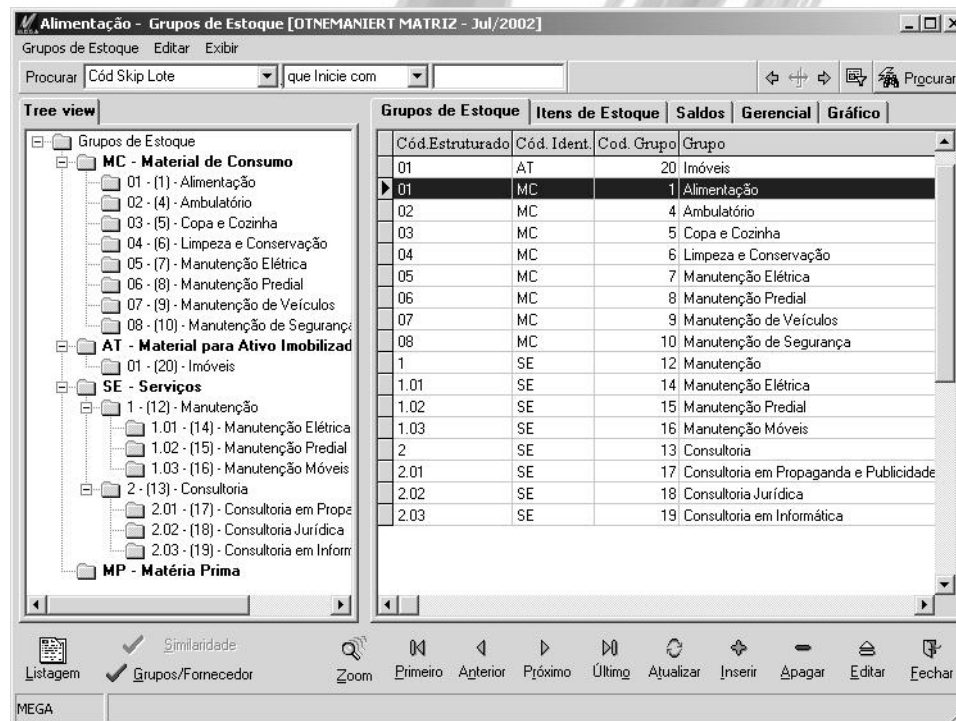 Alimentação - Grupos de Estoque [OTNEMANIERT MATRIZ - Jul/2002]
Grupos de Estoque Editar Exibir
Procurar Cód Skip Lote que Inicie com Procurar
Tree view
Grupos de Estoque
MC - Material de Consumo
01 - (1) - Alimentação
02 - (4) - Ambulatório
03 - (5) - Copa e Cozinha
04 - (6) - Limpeza e Conservação
05 - (7) - Manutenção Elétrica
06 - (8) - Manutenção Predial
07 - (9) - Manutenção de Veículos
08 - (10) - Manutenção de Segurança
AT - Material para Ativo Imobilizad
01 - (20) - Imóveis
SE - Serviços
1 - (12) - Manutenção
1.01 - (14) - Manutenção Elétrica
1.02 - (15) - Manutenção Predial
1.03 - (16) - Manutenção Móveis
2 - (13) - Consultoria
2.01 - (17) - Consultoria em Propa
2.02 - (18) - Consultoria Jurídica
2.03 - (19) - Consultoria em Inform
MP - Matéria Prima
Grupos de Estoque Itens de Estoque Saldos Gerencial Gráfico
Cód.Estruturado Cód. Ident. Cod. Grupo Grupo
01 AT 20 Imóveis
01 MC 1 Alimentação
02 MC 4 Ambulatório
03 MC 5 Copa e Cozinha
04 MC 6 Limpeza e Conservação
05 MC 7 Manutenção Elétrica
06 MC 8 Manutenção Predial
07 MC 9 Manutenção de Veículos
08 MC 10 Manutenção de Segurança
1 SE 12 Manutenção
1.01 SE 14 Manutenção Elétrica
1.02 SE 15 Manutenção Predial
1.03 SE 16 Manutenção Móveis
2 SE 13 Consultoria
2.01 SE 17 Consultoria em Propaganda e Publicidade
2.02 SE 18 Consultoria Jurídica
2.03 SE 19 Consultoria em Informática
Similaridade
Listagem Grupos/Fornecedor Zoom Primeiro Anterior Próximo Último Atualizar Inserir Apagar Editar Fechar
MEGA